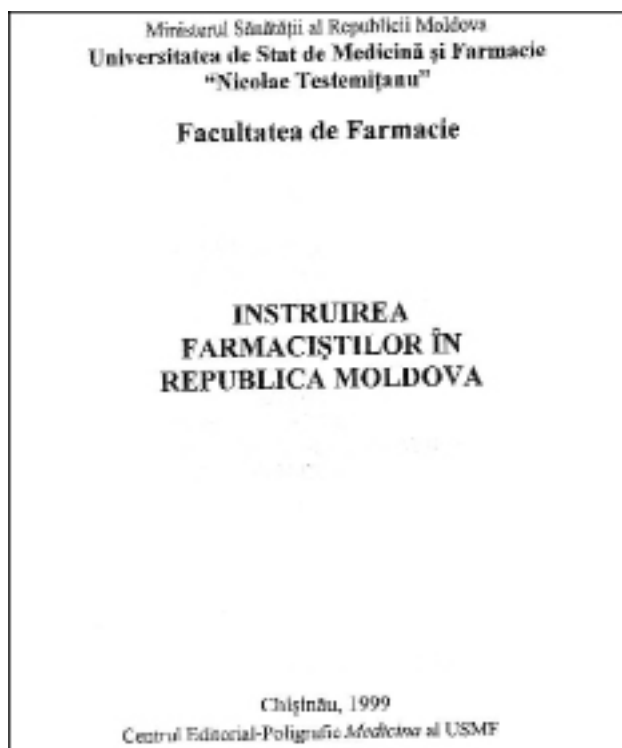 Ministerul Sănătății al Republicii Moldova
Universitatea de Stat de Medicină și Farmacie
“Nicolae Testemițanu”
Facultatea de Farmacie
INSTRUIREA
FARMACIȘTILOR ÎN
REPUBLICA MOLDOVA
Chișinău, 1999
Centrul Editorial-Poligrafic Medicina al USMF